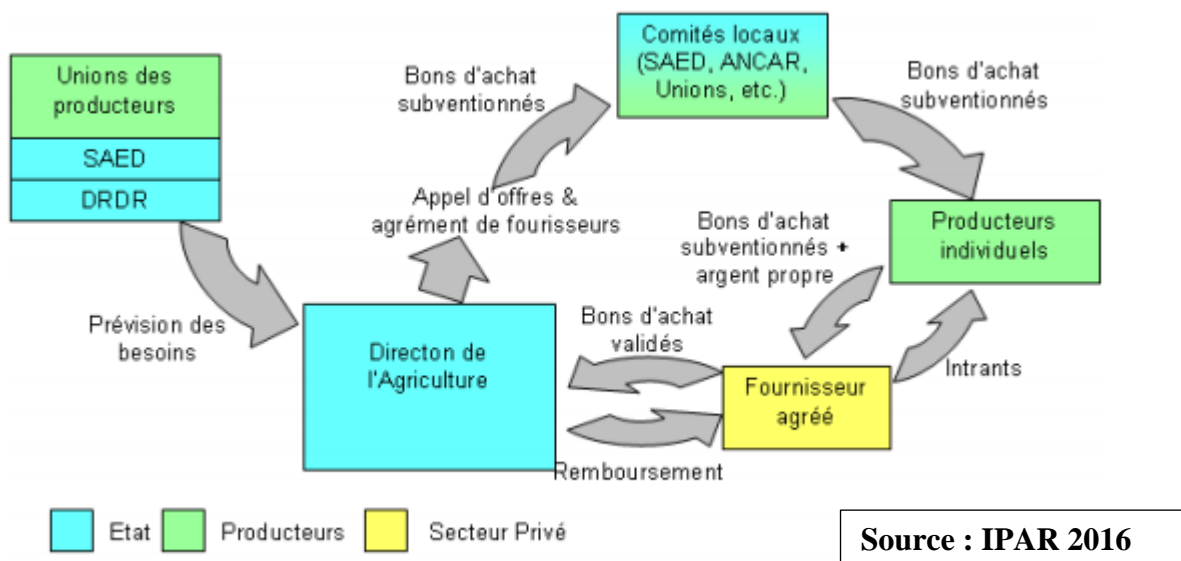 Unions des
producteurs
SAED
DRDR
Prévision des
besoins
Directon de
l'Agriculture
Appel d'offres &
agrément de fourisseurs
Bons d'achat
subventionnés
Comités locaux
(SAED, ANCAR,
Unions, etc.)
Bons d'achat
subventionnés
Producteurs
individuels
Bons d'achat
subventionnés +
argent propre
Intrants
Fournisseur
agréé
Bons d'achat
validés
Remboursement
Etat
Producteurs
Secteur Privé
Source : IPAR 2016